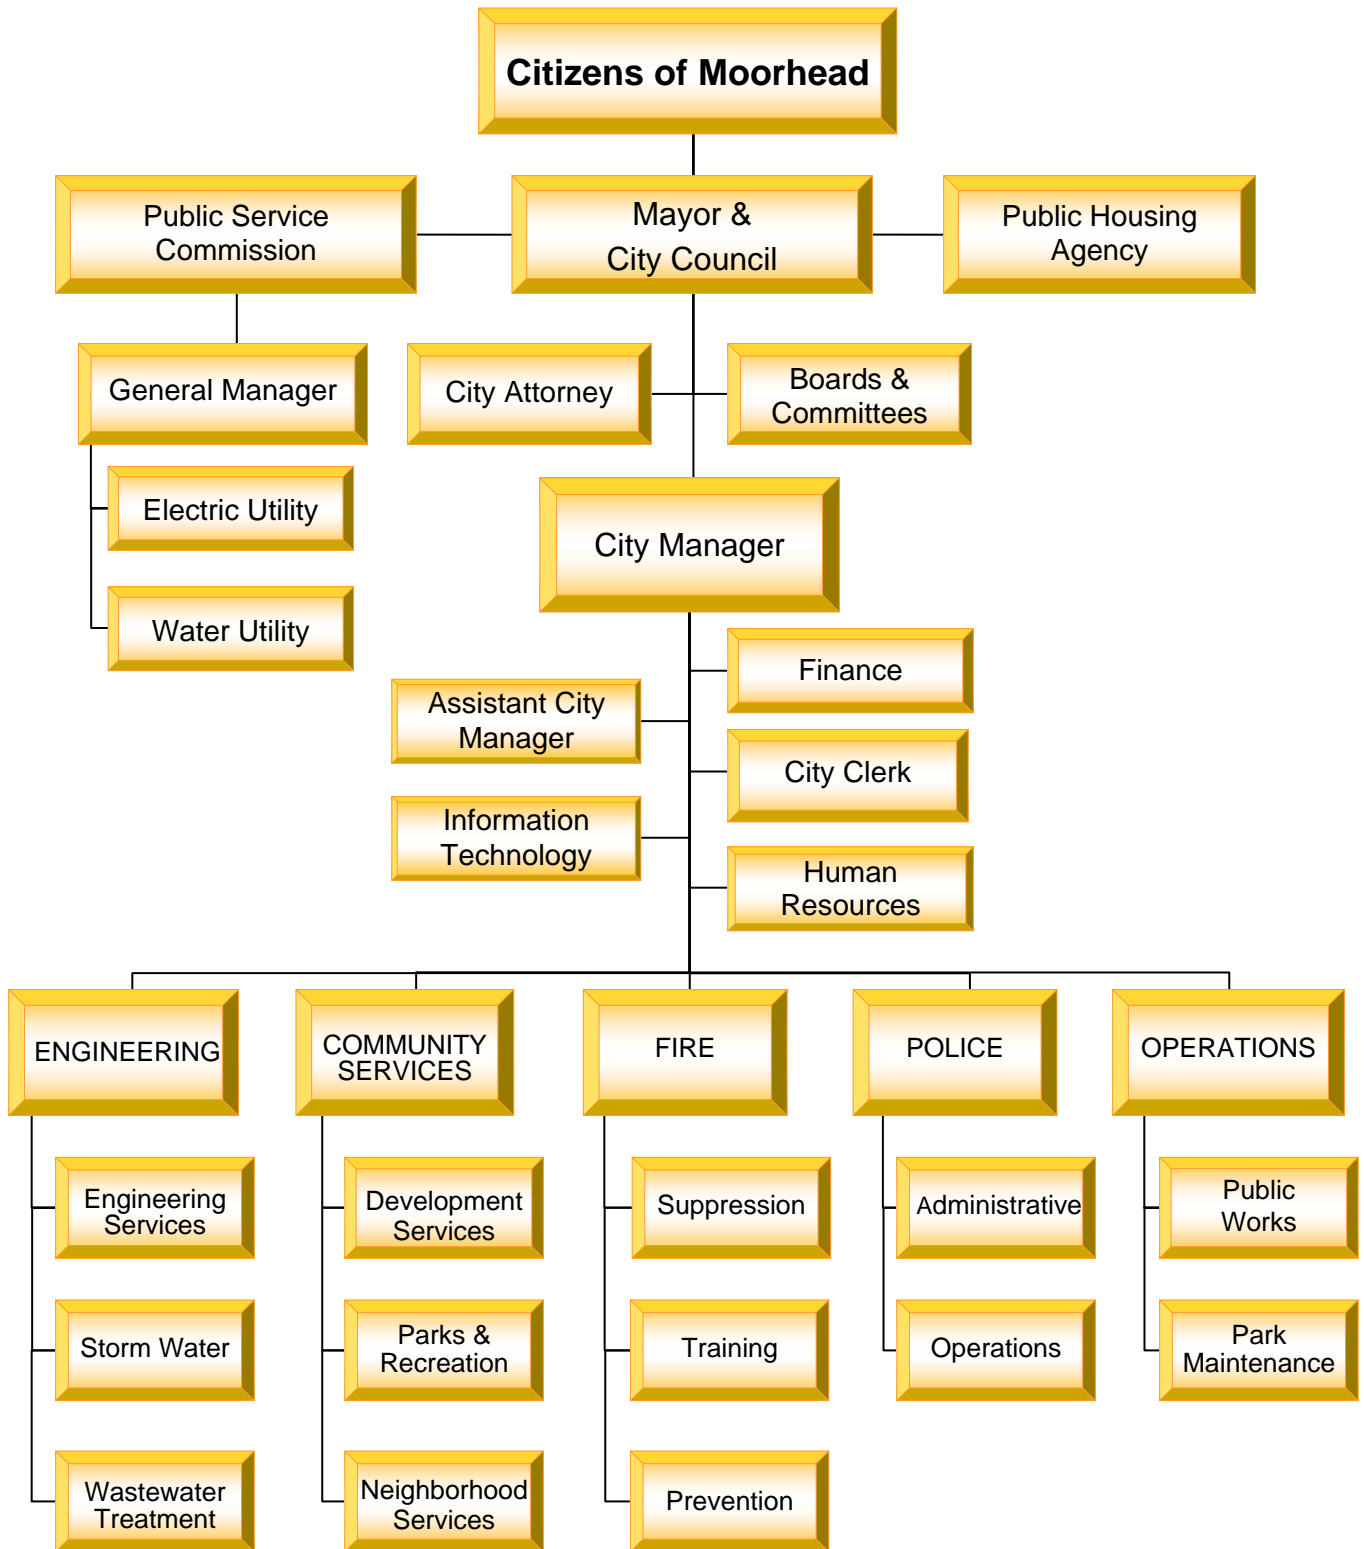 Citizens of Moorhead
Public Service
Commission
Mayor &
City Council
Public Housing
Agency
General Manager
City Attorney
Boards &
Committees
Electric Utility
Water Utility
City Manager
Finance
Assistant City
Manager
City Clerk
Information
Technology
Human
Resources
ENGINEERING
COMMUNITY
SERVICES
FIRE
POLICE
OPERATIONS
Engineering
Services
Development
Services
Suppression
Administrative
Public
Works
Storm Water
Parks &
Recreation
Training
Operations
Park
Maintenance
Wastewater
Treatment
Neighborhood
Services
Prevention